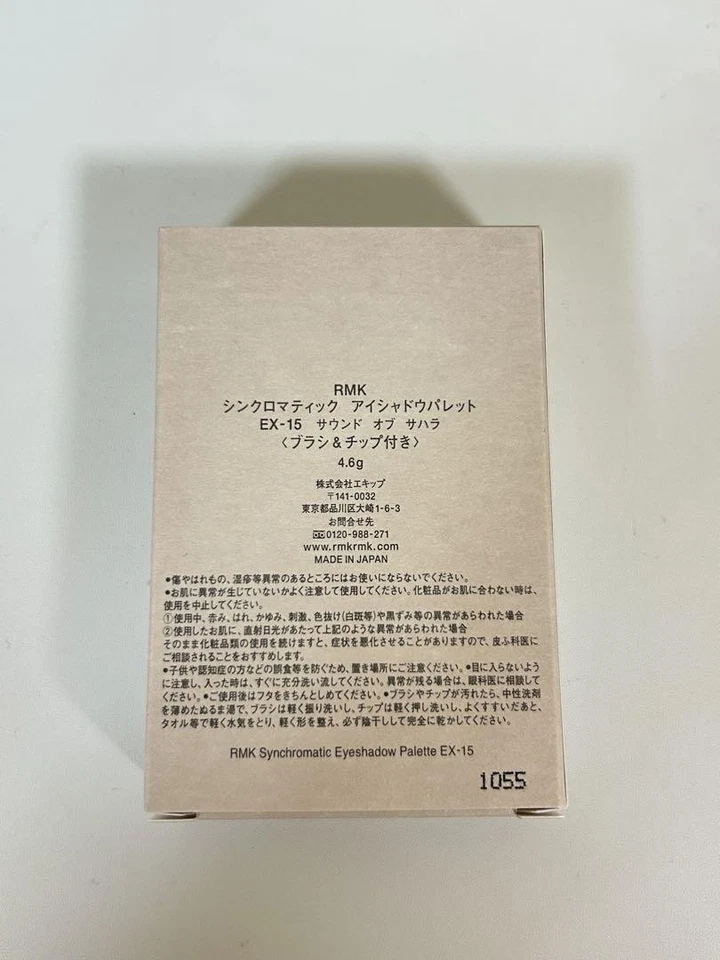 RMK
シンクロマティック アイシャドウパレット
EX-15 サウンド オブ サハラ
〈ブラシ&チップ付き〉
4.6g
株式会社エキップ
〒141-0032
東京都品川区大崎1-6-3
お問合せ先
0120-988-271
www.rmkrmk.com
MADE IN JAPAN
●傷やはれもの、湿疹等異常のあるところにはお使いにならないでください。
●お肌に異常が生じていないかよく注意して使用してください。化粧品がお肌に合わない時は、
使用を中止してください。
①使用中、赤み、はれ、かゆみ、刺激、色抜け(白斑等)や黒ずみ等の異常があらわれた場合
②使用したお肌に、直射日光があたって上記のような異常があらわれた場合
そのまま化粧品類の使用を続けますと、症状を悪化させることがありますので、皮ふ科医に
ご相談されることをおすすめします。
●子供や認知症の方などの誤食等を防ぐため、置き場所にご注意ください。●目に入らないよう
に注意し、入った時は、すぐに充分洗い流してください。異常が残る場合は、眼科医に相談してく
ださい。●ご使用後はフタをきちんとしめてください。●ブラシやチップが汚れたら、中性洗剤
を薄めたぬるま湯で、ブラシは軽く振り洗いし、チップは軽く押し洗いし、よくすすいだあと、
タオル等で軽く水気をとり、軽く形を整え、必ず陰干しして完全に乾かしてください。
RMK Synchromatic Eyeshadow Palette EX-15
1055